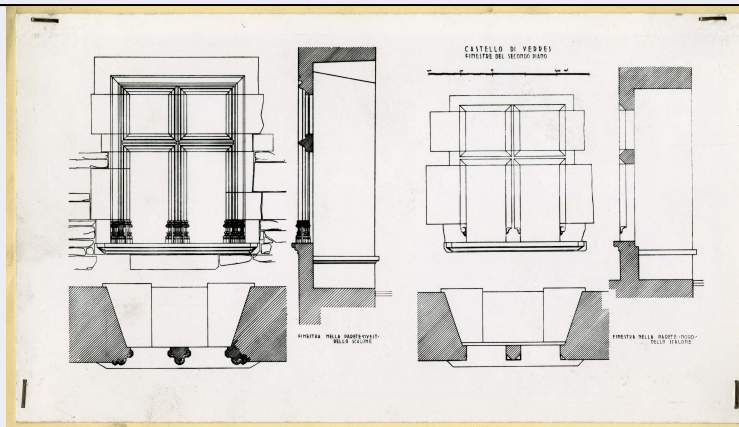 CASTELLO DI VERRES
FINESTRE DEL SECONDO PIANO
FINESTRA NELLA PARETE·OVEST·
DELLO SCALONE
FINESTRA NELLA PARETE·NORD·
DELLO SCALONE